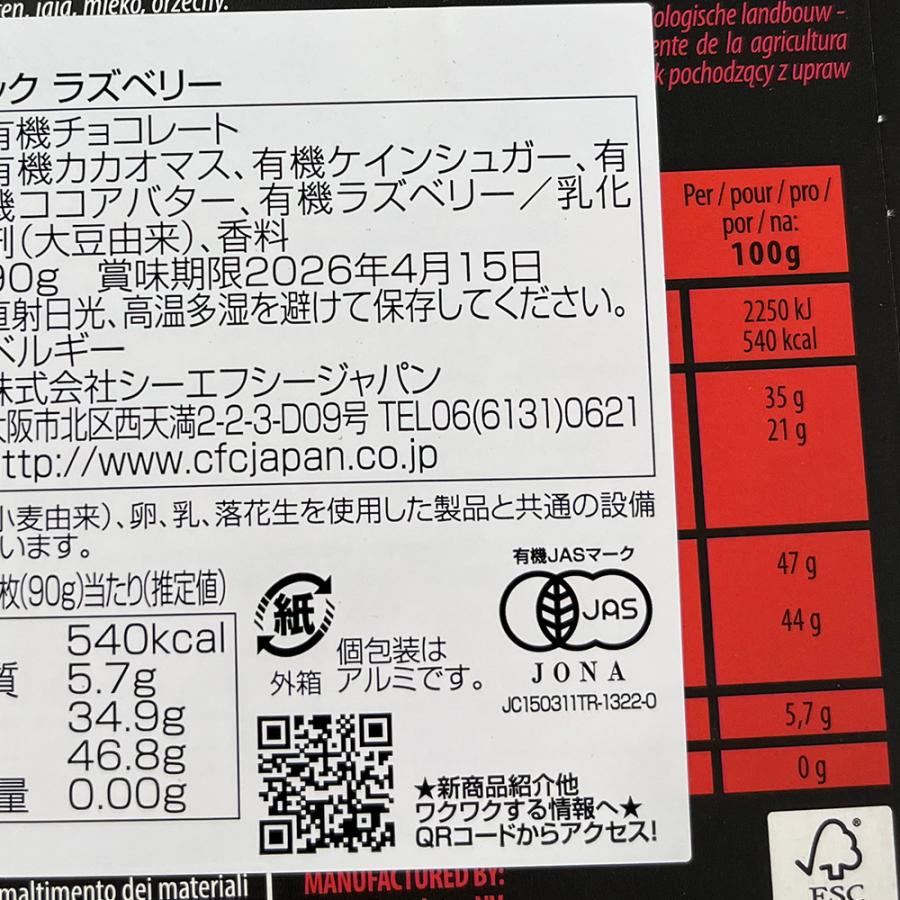 ten, jaja, mleko, orzechy.
ologische landbouw -
ente de la agricultura
k pochodzący z upraw
ック ラズベリー
有機チョコレート
有機カカオマス、有機ケインシュガー、有
機ココアバター、有機ラズベリー／乳化
剤(大豆由来)、香料
90g 賞味期限2026年4月15日
直射日光、高温多湿を避けて保存してください。
ベルギー
株式会社シーエフシージャパン
大阪市北区西天満2-2-3-D09号 TEL06(6131)0621
ttp://www.cfcjapan.co.jp
小麦由来)、卵、乳、落花生を使用した製品と共通の設備
います。
枚(90g)当たり(推定値)
540kcal
質 5.7g
34.9g
46.8g
量 0.00g
紙
外箱
個包装は
アルミです。
有機JASマーク
JAS
JONA
JC150311TR-1322-0
★新商品紹介他
ワクワクする情報へ★
QRコードからアクセス!
Per / pour / pro /
por / na:
100g
2250 kJ
540 kcal
35 g
21 g
47 g
44 g
5,7 g
0 g
FSC
maltimento dei materiali
MANUFACTURED BY: